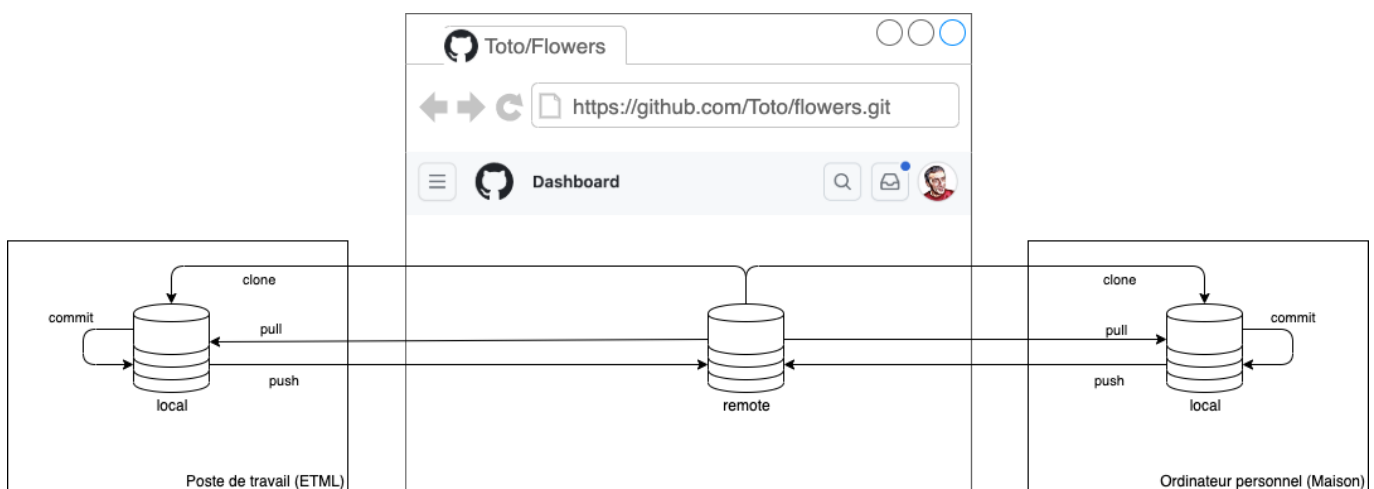 Toto/Flowers
https://github.com/Toto/flowers.git
Dashboard
clone
clone
commit
commit
pull
pull
push
push
local
remote
local
Poste de travail (ETML)
Ordinateur personnel (Maison)